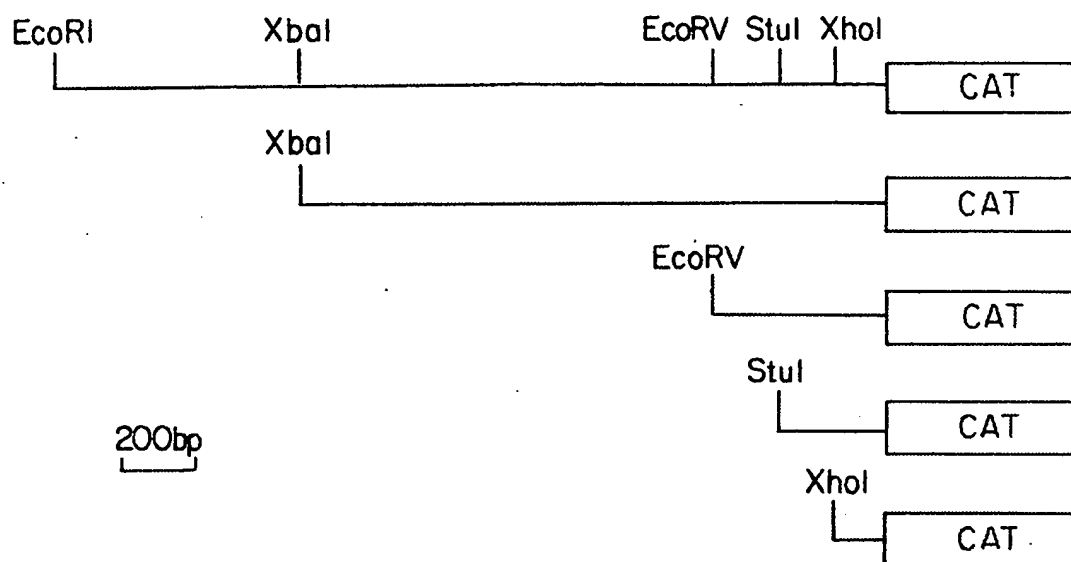 EcoRI XbaI EcoRV StuI XhoI
CAT
XbaI
CAT
EcoRV
CAT
StuI
CAT
200bp
XhoI
CAT